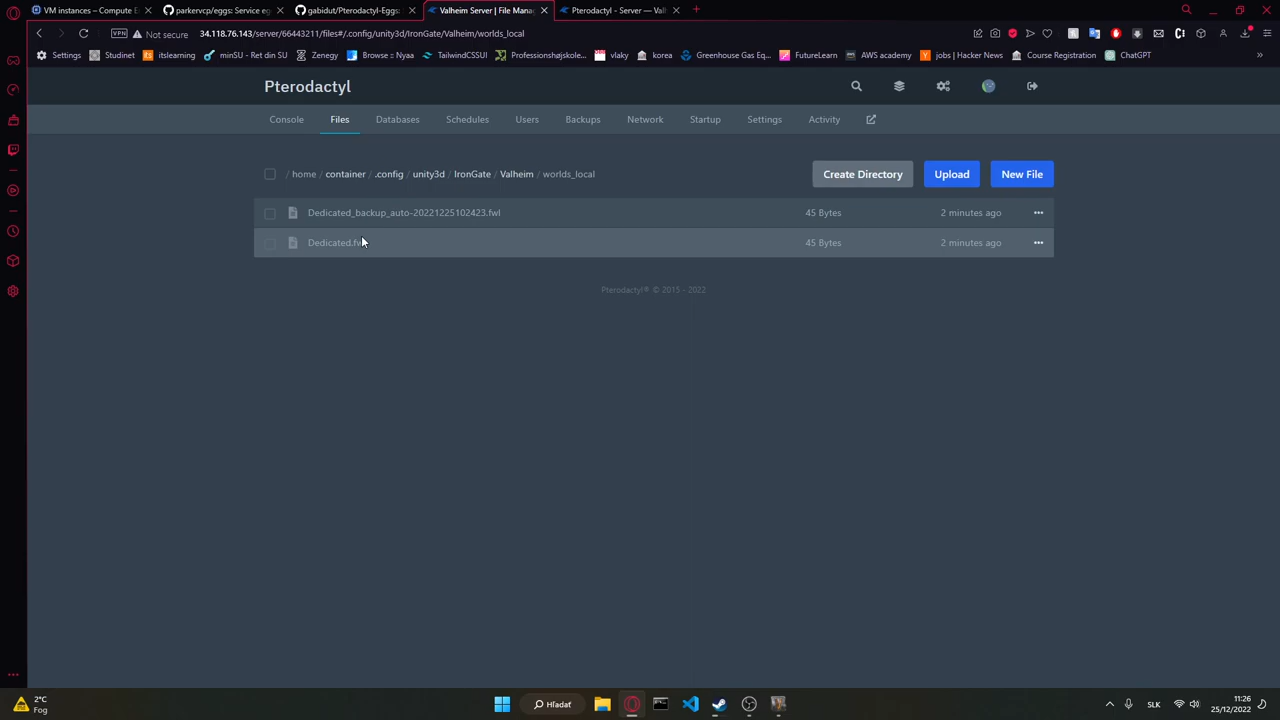 VM instances – Compute E
parkervcp/eggs: Service eg
gabidut/Pterodactyl-Eggs:
Valheim Server | File Mana
Pterodactyl - Server — Val
VPN
Not secure
34.118.76.143/server/66443211/files#/.config/unity3d/IronGate/Valheim/worlds_local
Settings
Studinet
itslearning
minSU - Ret din SU
Zenegy
Browse :: Nyaa
TailwindCSSUI
Professionshøjskole...
vlaky
korea
Greenhouse Gas Eq...
FutureLearn
AWS academy
jobs | Hacker News
Course Registration
ChatGPT
»
Pterodactyl
Console
Files
Databases
Schedules
Users
Backups
Network
Startup
Settings
Activity
/ home / container / .config / unity3d / IronGate / Valheim / worlds_local
Create Directory
Upload
New File
Dedicated_backup_auto-20221225102423.fwl
45 Bytes
2 minutes ago
Dedicated.fw
45 Bytes
2 minutes ago
Pterodactyl® © 2015 - 2022
2°C
Fog
Hľadať
SLK
11:26
25/12/2022